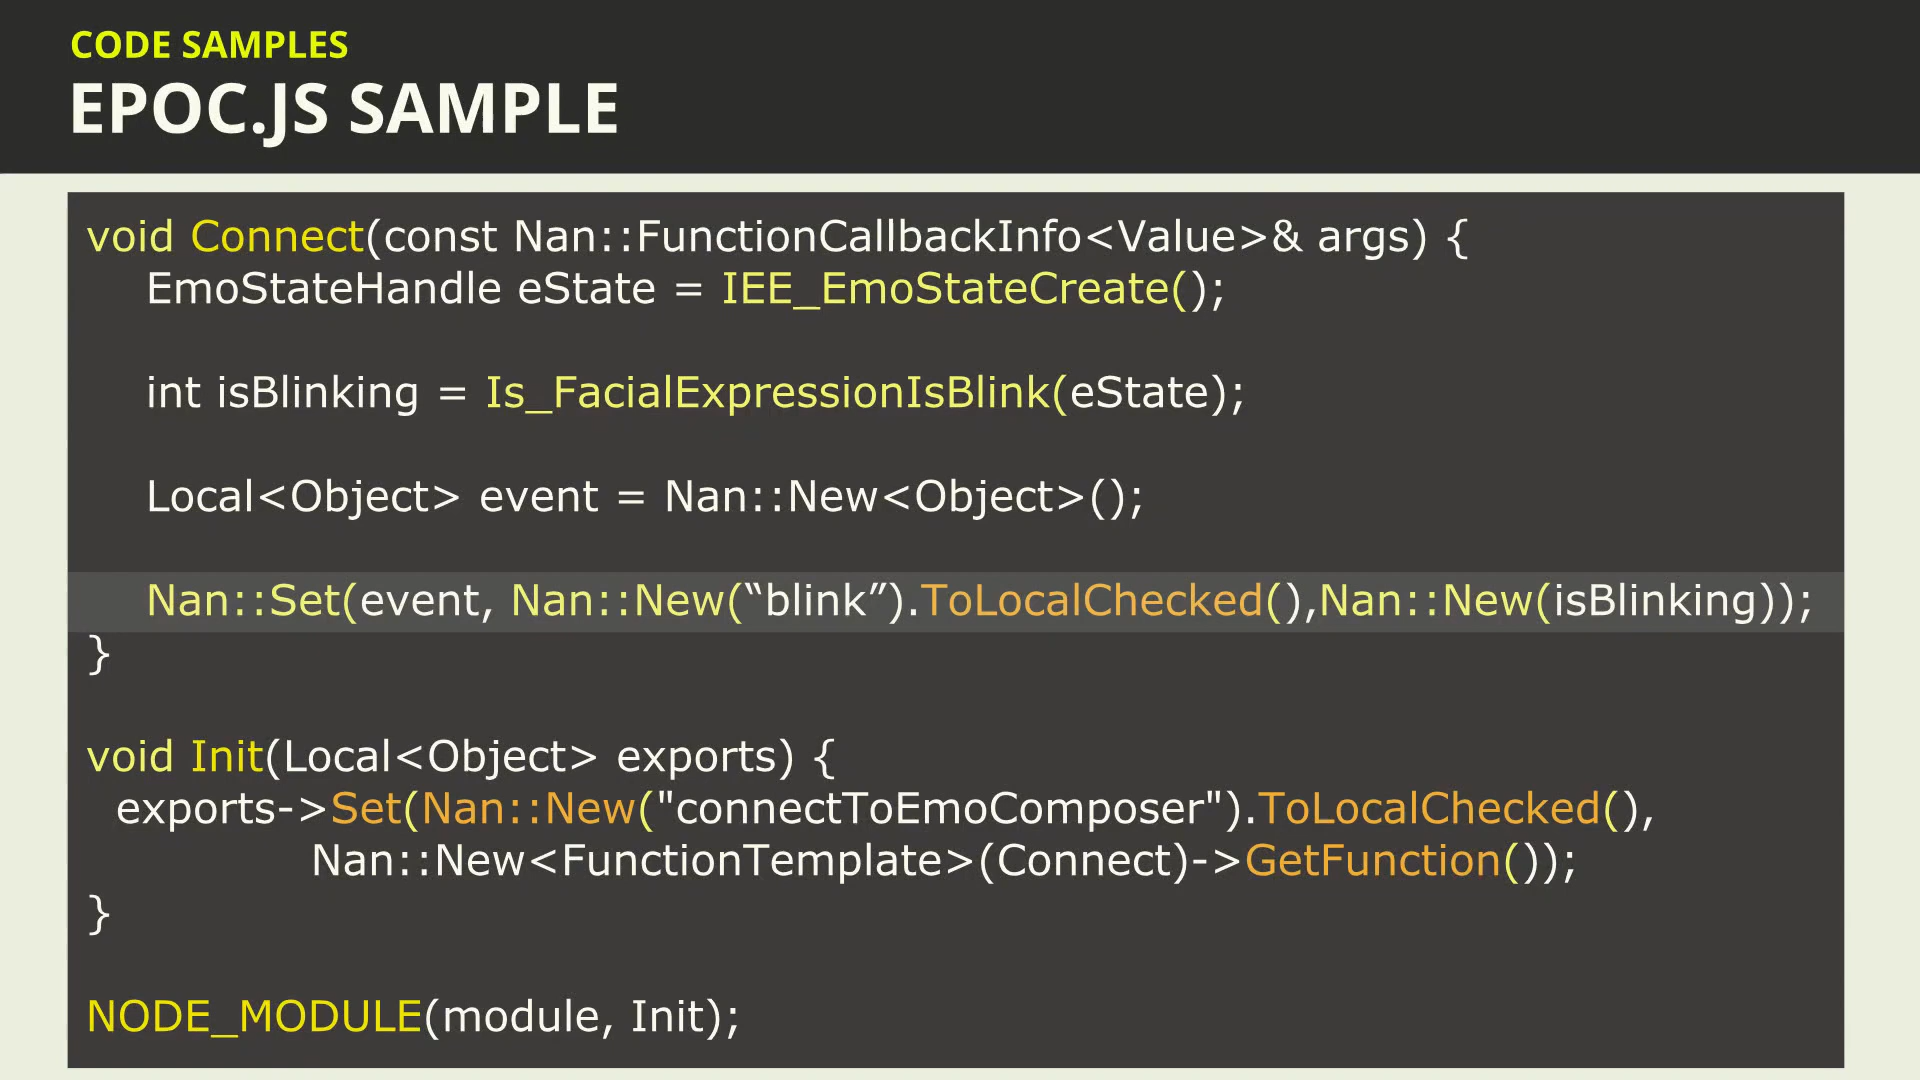 CODE SAMPLES
EPOC.JS SAMPLE
void Connect(const Nan::FunctionCallbackInfo<Value>& args) {
EmoStateHandle eState = IEE_EmoStateCreate();
int isBlinking = Is_FacialExpressionIsBlink(eState);
Local<Object> event = Nan::New<Object>();
Nan::Set(event, Nan::New(“blink”).ToLocalChecked(),Nan::New(isBlinking));
}
void Init(Local<Object> exports) {
exports->Set(Nan::New("connectToEmoComposer").ToLocalChecked(),
Nan::New<FunctionTemplate>(Connect)->GetFunction());
}
NODE_MODULE(module, Init);